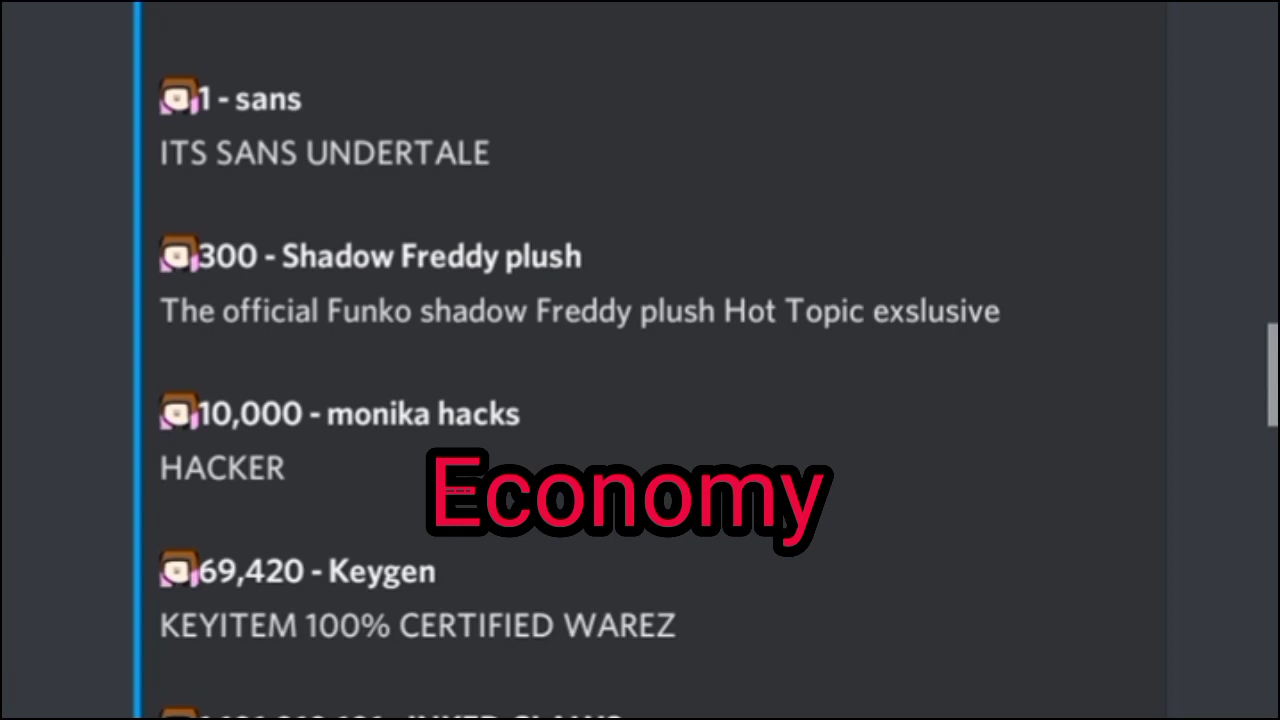 1 - sans
ITS SANS UNDERTALE
300 - Shadow Freddy plush
The official Funko shadow Freddy plush Hot Topic exslusive
10,000 - monika hacks
HACKER
Economy
69,420 - Keygen
KEYITEM 100% CERTIFIED WAREZ